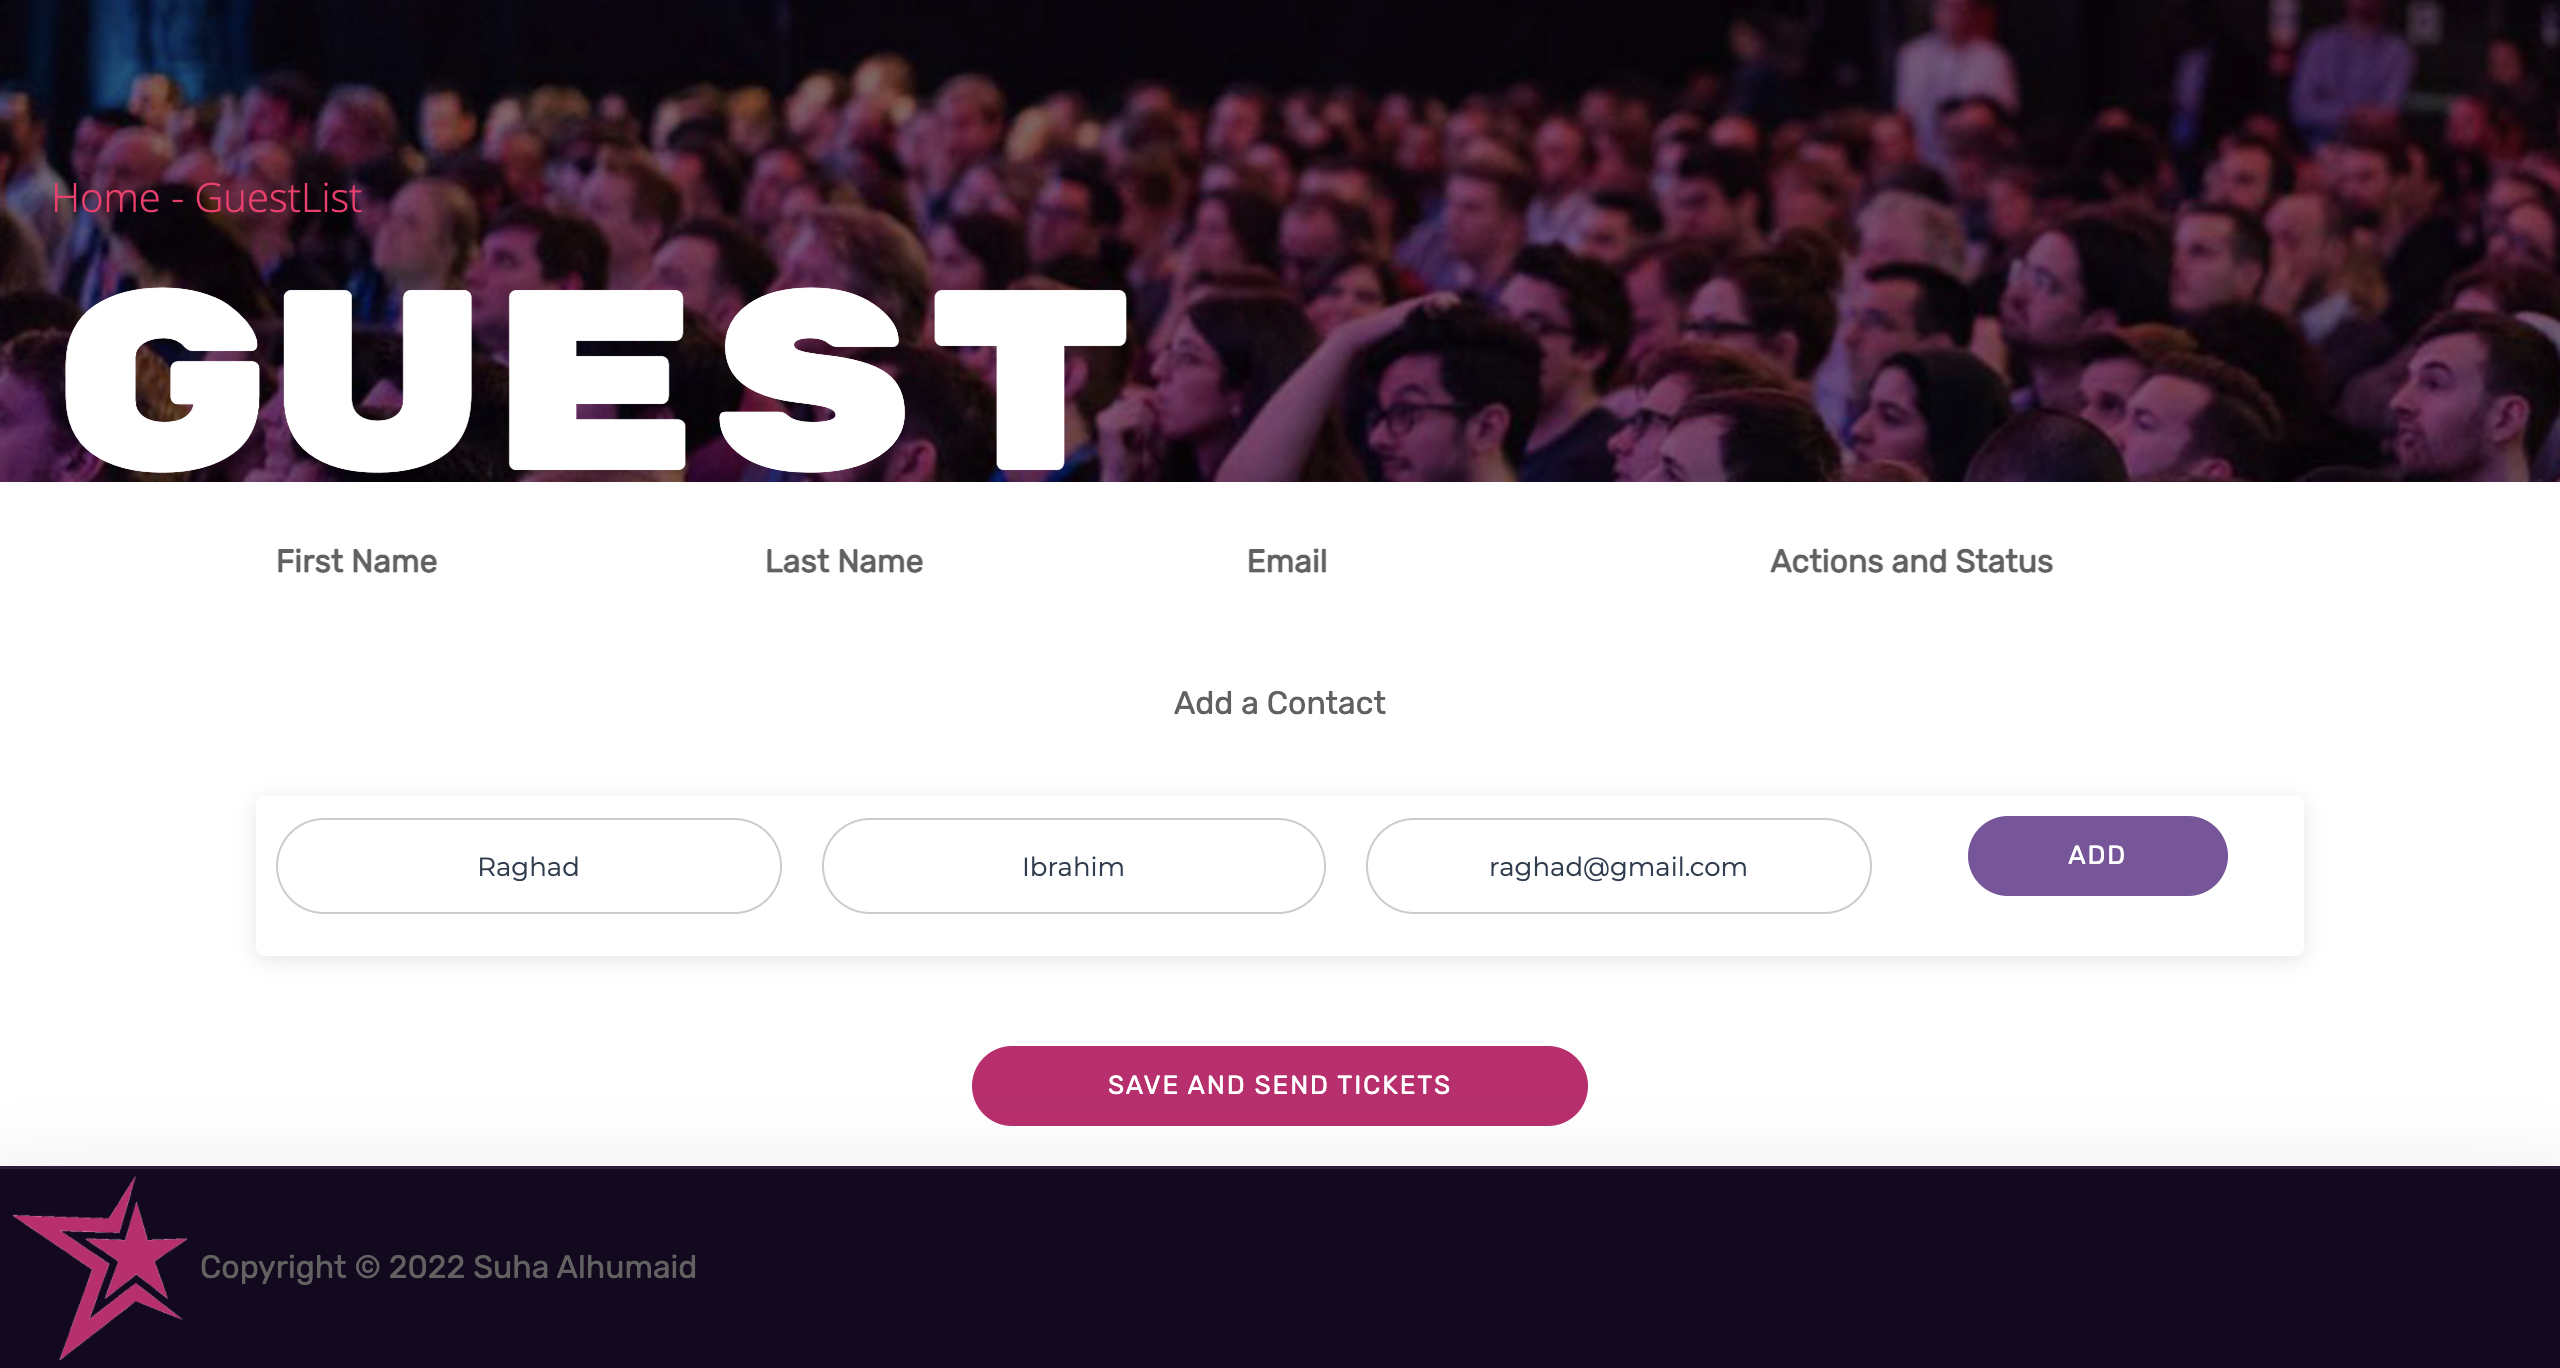 Home - GuestList
GUEST
First Name Last Name Email Actions and Status
Add a Contact
Raghad Ibrahim raghad@gmail.com ADD
SAVE AND SEND TICKETS
Copyright © 2022 Suha Alhumaid